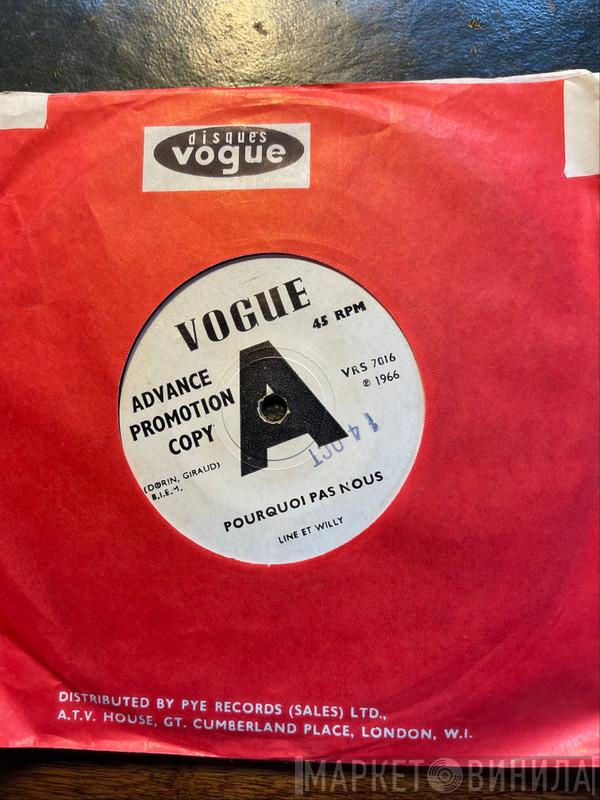 disques
vogue
VOGUE
45 RPM
VRS 7016
℗ 1966
ADVANCE
PROMOTION
COPY
A
14 OCT
(DORIN, GIRAUD)
B.I.E.M.
POURQUOI PAS NOUS
LINE ET WILLY
DISTRIBUTED BY PYE RECORDS (SALES) LTD.,
A.T.V. HOUSE, GT. CUMBERLAND PLACE, LONDON, W.I.
МАРКЕТ ВИНИЛА